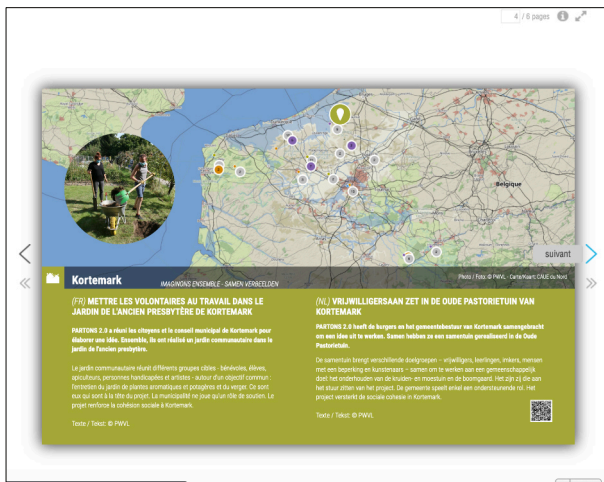 4 / 6 pages
Belgique
suivant
Kortemark
IMAGINONS ENSEMBLE - SAMEN VERBEELDEN
Photo / Foto: © PWVL - Carte/Kaart: CAUE du Nord
(FR) METTRE LES VOLONTAIRES AU TRAVAIL DANS LE
JARDIN DE L'ANCIEN PRESBYTÈRE DE KORTEMARK
PARTONS 2.0 a réuni les citoyens et le conseil municipal de Kortemark pour
élaborer une idée. Ensemble, ils ont réalisé un jardin communautaire dans le
jardin de l'ancien presbytère.
Le jardin communautaire réunit différents groupes cibles - bénévoles, élèves,
apiculteurs, personnes handicapées et artistes - autour d'un objectif commun :
l'entretien du jardin de plantes aromatiques et potagères et du verger. Ce sont
eux qui sont à la tête du projet. La municipalité ne joue qu'un rôle de soutien. Le
projet renforce la cohésion sociale à Kortemark.
Texte / Tekst: © PWVL
(NL) VRIJWILLIGERSAAN ZET IN DE OUDE PASTORIETUIN VAN
KORTEMARK
PARTONS 2.0 heeft de burgers en het gemeentebestuur van Kortemark samengebracht
om een idee uit te werken. Samen hebben ze een samentuin gerealiseerd in de Oude
Pastorietuin.
De samentuin brengt verschillende doelgroepen – vrijwilligers, leerlingen, imkers, mensen
met een beperking en kunstenaars – samen om te werken aan een gemeenschappelijk
doel: het onderhouden van de kruiden- en moestuin en de boomgaard. Het zijn zij die aan
het stuur zitten van het project. De gemeente speelt enkel een ondersteunende rol. Het
project versterkt de sociale cohesie in Kortemark.
Texte / Tekst: © PWVL